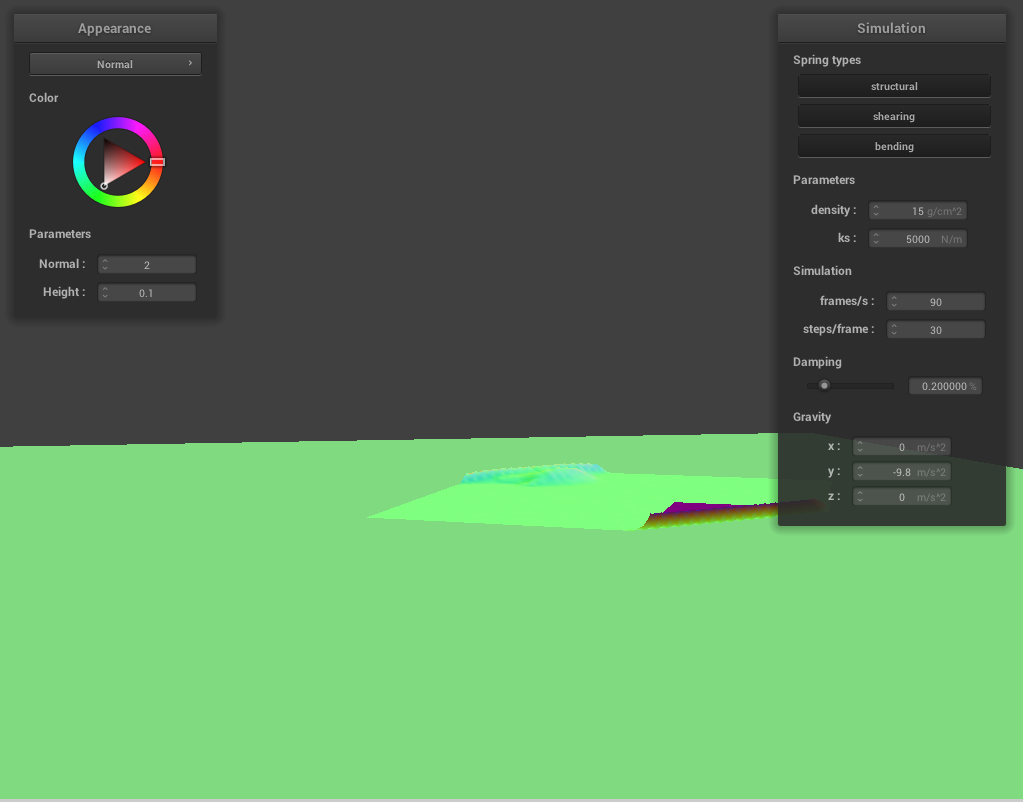 Appearance
Normal
Color
Parameters
Normal : 2
Height : 0.1
Simulation
Spring types
structural
shearing
bending
Parameters
density : 15 g/cm^2
ks : 5000 N/m
Simulation
frames/s : 90
steps/frame : 30
Damping
0.200000 %
Gravity
x : 0 m/s^2
y : -9.8 m/s^2
z : 0 m/s^2